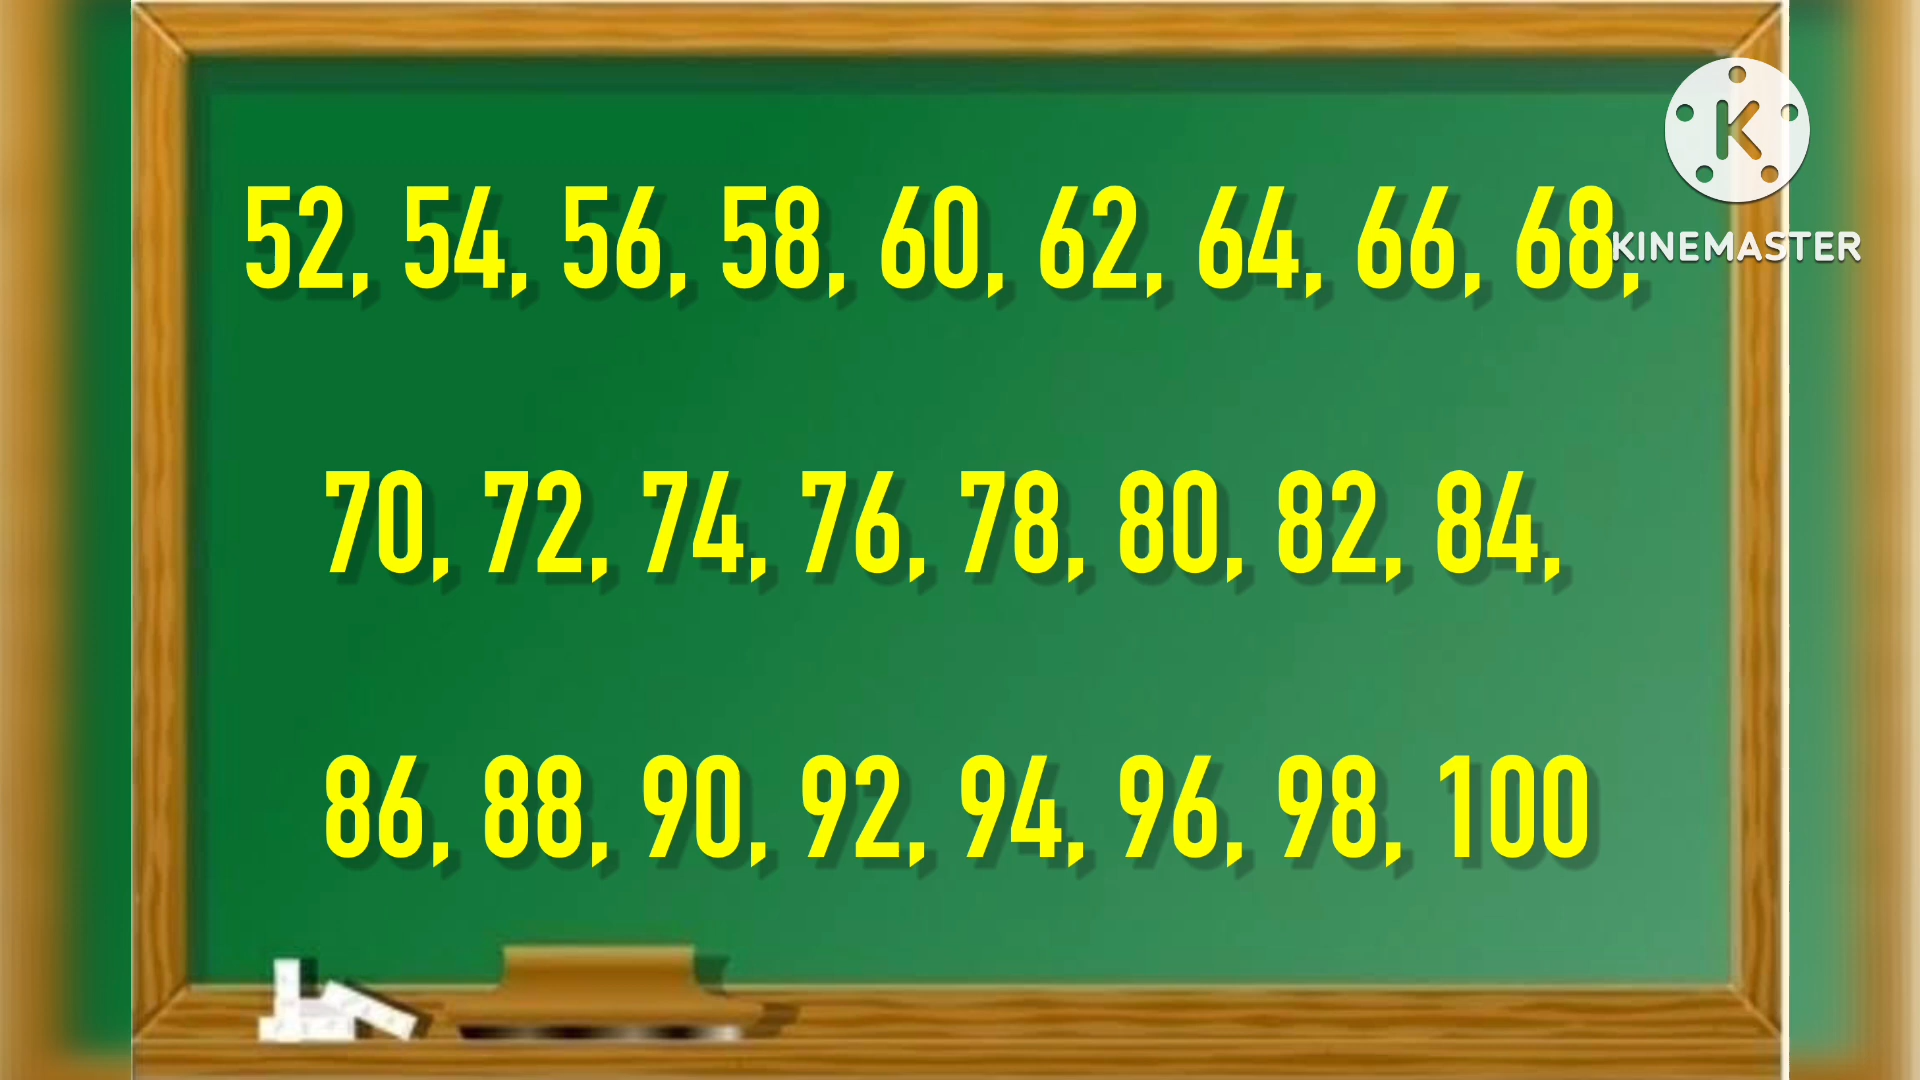 52, 54, 56, 58, 60, 62, 64, 66, 68,
KINEMASTER
70, 72, 74, 76, 78, 80, 82, 84,
86, 88, 90, 92, 94, 96, 98, 100